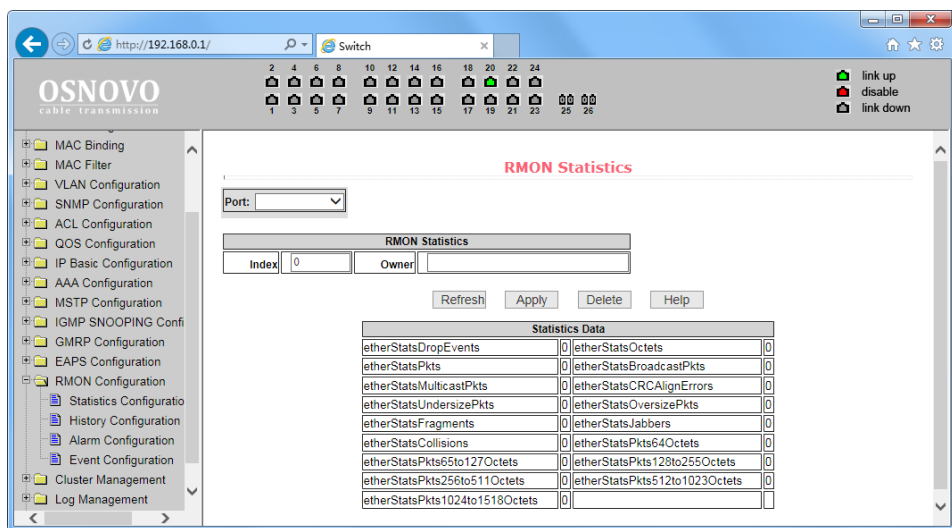 http://192.168.0.1/
Switch
OSNOVO
cable transmission
2 4 6 8 10 12 14 16 18 20 22 24
1 3 5 7 9 11 13 15 17 19 21 23 25 26
link up
disable
link down
MAC Binding
MAC Filter
VLAN Configuration
SNMP Configuration
ACL Configuration
QOS Configuration
IP Basic Configuration
AAA Configuration
MSTP Configuration
IGMP SNOOPING Confi
GMRP Configuration
EAPS Configuration
RMON Configuration
Statistics Configuratio
History Configuration
Alarm Configuration
Event Configuration
Cluster Management
Log Management
RMON Statistics
Port:
RMON Statistics
Index 0 Owner
Refresh Apply Delete Help
Statistics Data
etherStatsDropEvents 0 etherStatsOctets 0
etherStatsPkts 0 etherStatsBroadcastPkts 0
etherStatsMulticastPkts 0 etherStatsCRCAlignErrors 0
etherStatsUndersizePkts 0 etherStatsOversizePkts 0
etherStatsFragments 0 etherStatsJabbers 0
etherStatsCollisions 0 etherStatsPkts64Octets 0
etherStatsPkts65to127Octets 0 etherStatsPkts128to255Octets 0
etherStatsPkts256to511Octets 0 etherStatsPkts512to1023Octets 0
etherStatsPkts1024to1518Octets 0